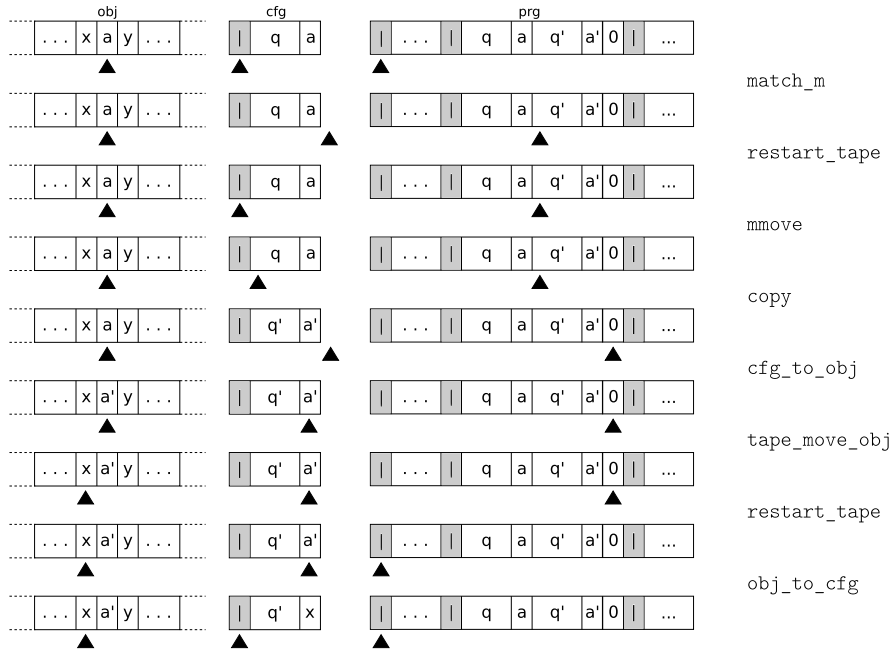 obj cfg prg
... x a y ... | q a | ... | q a q' a' 0 | ...
match_m
... x a y ... | q a | ... | q a q' a' 0 | ...
restart_tape
... x a y ... | q a | ... | q a q' a' 0 | ...
mmove
... x a y ... | q a | ... | q a q' a' 0 | ...
copy
... x a y ... | q' a' | ... | q a q' a' 0 | ...
cfg_to_obj
... x a' y ... | q' a' | ... | q a q' a' 0 | ...
tape_move_obj
... x a' y ... | q' a' | ... | q a q' a' 0 | ...
restart_tape
... x a' y ... | q' a' | ... | q a q' a' 0 | ...
obj_to_cfg
... x a' y ... | q' x | ... | q a q' a' 0 | ...